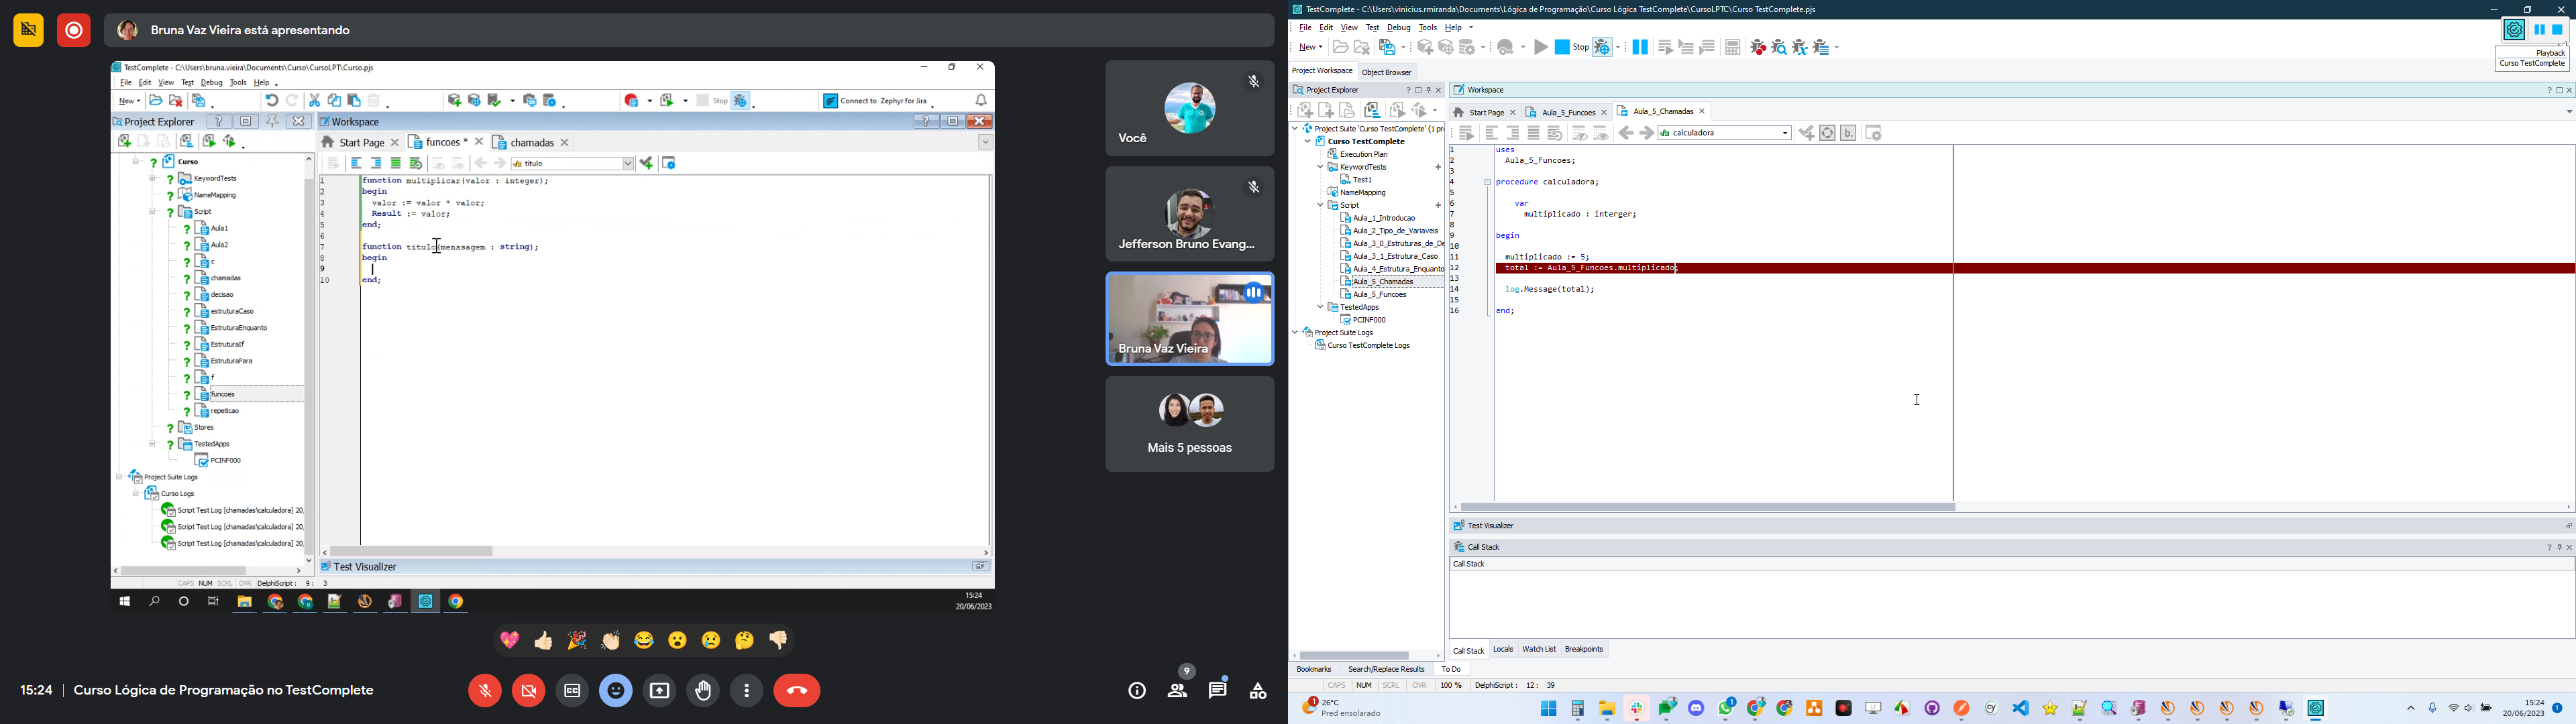 Bruna Vaz Vieira está apresentando
TestComplete - C:\Users\bruna.vieira\Documents\Curso\CursoLPT\Curso.pjs
File Edit View Test Debug Tools Help
New
Stop
Connect to Zephyr for Jira
Project Explorer
Workspace
Start Page
funcoes *
chamadas
titulo
Curso
KeywordTests
NameMapping
Script
Aula1
Aula2
c
chamadas
decisao
estruturaCaso
EstruturaEnquanto
EstruturaIf
EstruturaPara
f
funcoes
repeticao
Stores
TestedApps
PCINF000
Project Suite Logs
Curso Logs
Script Test Log [chamadas\calculadora] 20,
Script Test Log [chamadas\calculadora] 20,
Script Test Log [chamadas\calculadora] 20,
1 function multiplicar(valor : integer);
2 begin
3 valor := valor * valor;
4 Result := valor;
5 end;
6
7 function titulo(menssagem : string);
8 begin
9
10 end;
Test Visualizer
CAPS NUM SCRL OVR DelphiScript : 9 : 3
15:24
20/06/2023
Você
Jefferson Bruno Evang...
Bruna Vaz Vieira
Mais 5 pessoas
15:24 | Curso Lógica de Programação no TestComplete
9
TestComplete - C:\Users\vinicius.rmiranda\Documents\Lógica de Programação\Curso Lógica TestComplete\CursoLPTC\Curso TestComplete.pjs
File Edit View Test Debug Tools Help
New
Stop
Playback
Curso TestComplete
Project Workspace
Object Browser
Project Explorer
Workspace
Start Page
Aula_5_Funcoes
Aula_5_Chamadas
calculadora
Project Suite 'Curso TestComplete' (1 pr
Curso TestComplete
Execution Plan
KeywordTests
Test1
NameMapping
Script
Aula_1_Introducao
Aula_2_Tipo_de_Variaveis
Aula_3_0_Estruturas_de_De
Aula_3_1_Estrutura_Caso
Aula_4_Estrutura_Enquanto
Aula_5_Chamadas
Aula_5_Funcoes
TestedApps
PCINF000
Project Suite Logs
Curso TestComplete Logs
1 uses
2 Aula_5_Funcoes;
3
4 procedure calculadora;
5
6 var
7 multiplicado : interger;
8
9 begin
10
11 multiplicado := 5;
12 total := Aula_5_Funcoes.multiplicado;
13
14 log.Message(total);
15
16 end;
Test Visualizer
Call Stack
Call Stack
Call Stack Locals Watch List Breakpoints
Bookmarks Search/Replace Results To Do
CAPS NUM SCRL OVR 100 % DelphiScript : 12 : 39
1
26°C
Pred ensolarado
15:24
20/06/2023